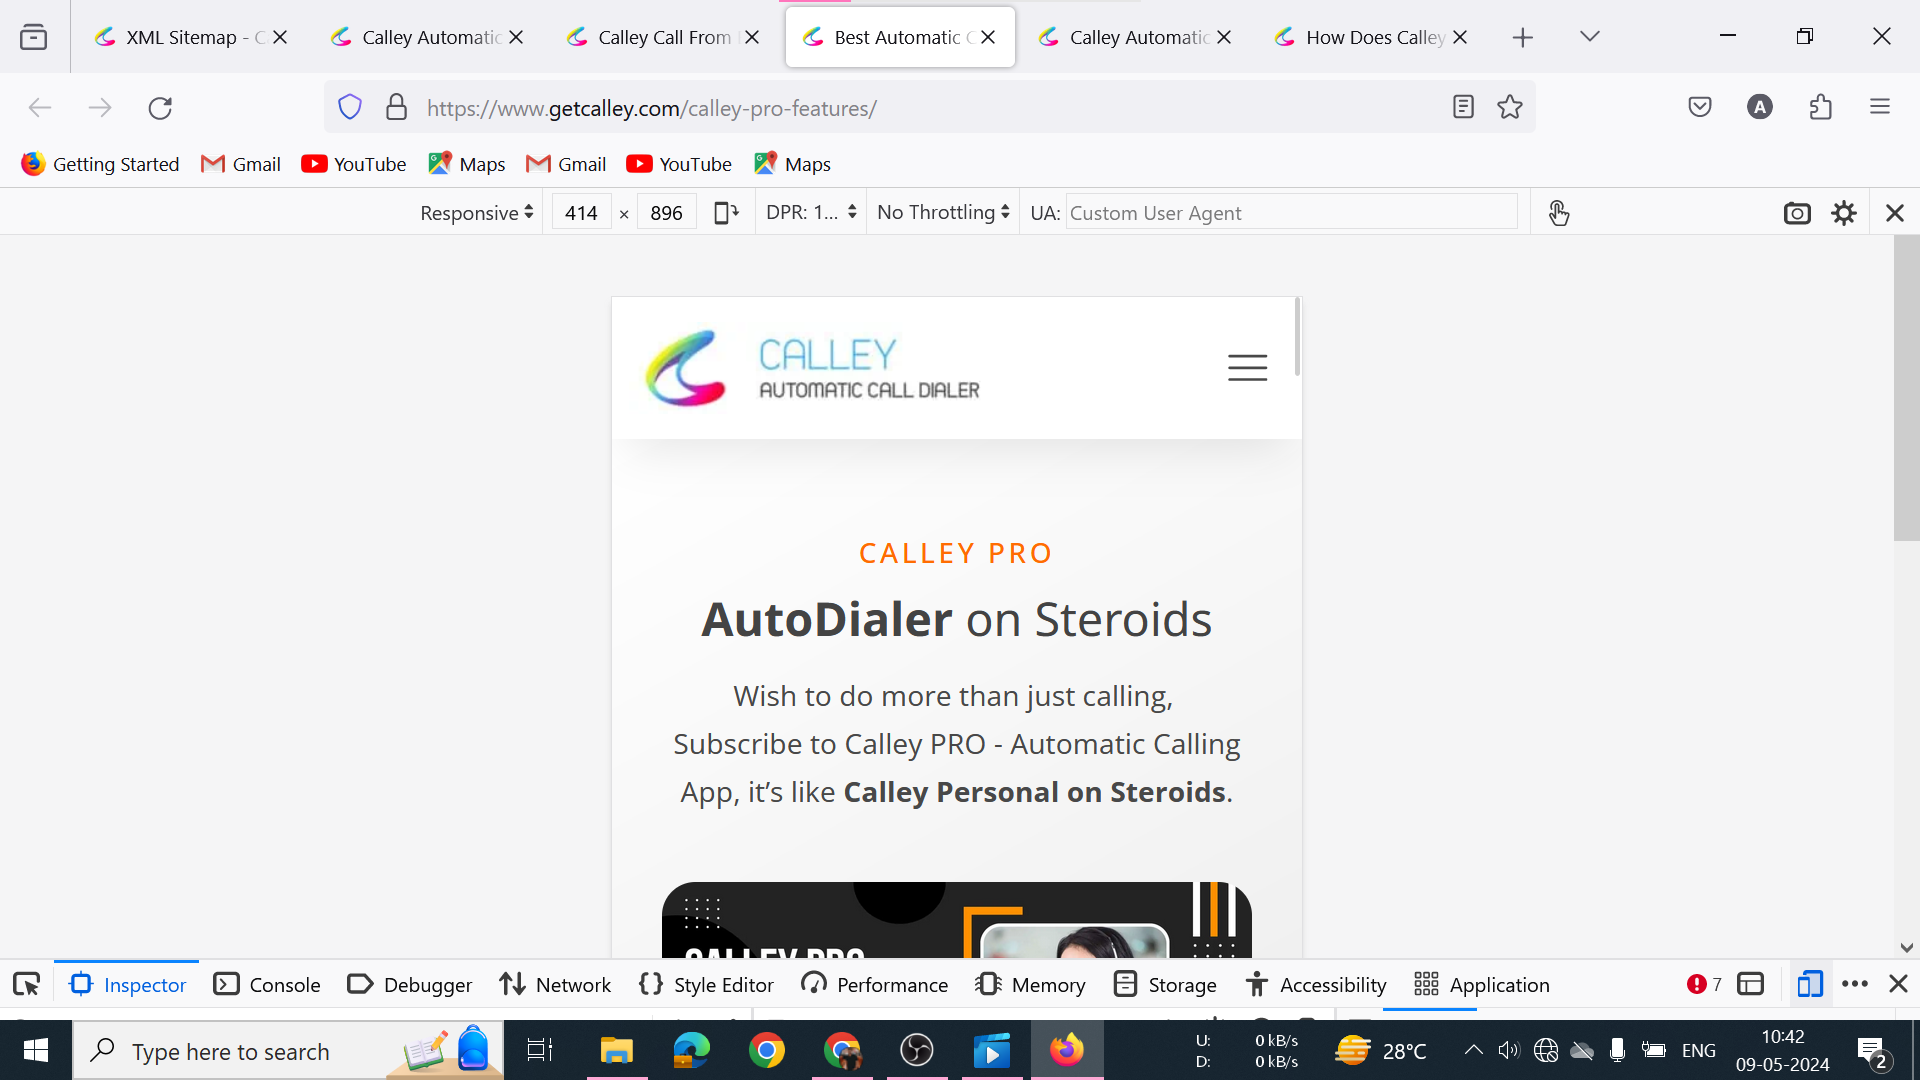 XML Sitemap - C
Calley Automatic
Calley Call From
Best Automatic C
Calley Automatic
How Does Calley
https://www.getcalley.com/calley-pro-features/
A
Getting Started
Gmail
YouTube
Maps
Gmail
YouTube
Maps
Responsive
414 × 896
DPR: 1...
No Throttling
UA: Custom User Agent
CALLEY
AUTOMATIC CALL DIALER
CALLEY PRO
AutoDialer on Steroids
Wish to do more than just calling,
Subscribe to Calley PRO - Automatic Calling
App, it's like Calley Personal on Steroids.
CALLEY PRO
Inspector
Console
Debugger
Network
Style Editor
Performance
Memory
Storage
Accessibility
Application
7
Type here to search
U: 0 kB/s
D: 0 kB/s
28°C
ENG
10:42
09-05-2024
2